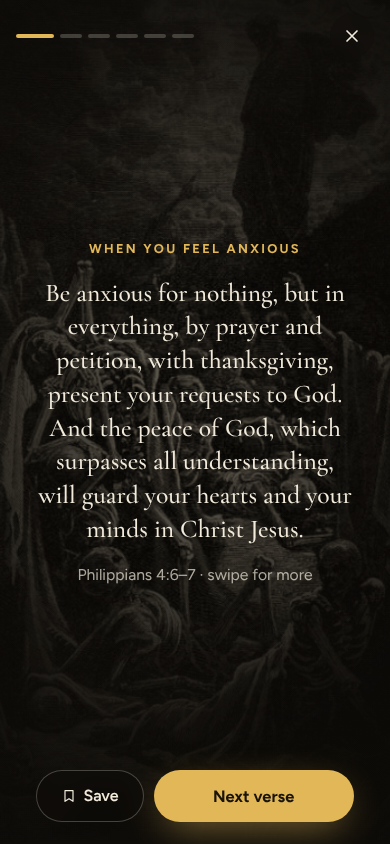 WHEN YOU FEEL ANXIOUS
Be anxious for nothing, but in
everything, by prayer and
petition, with thanksgiving,
present your requests to God.
And the peace of God, which
surpasses all understanding,
will guard your hearts and your
minds in Christ Jesus.
Philippians 4:6–7 · swipe for more
Save
Next verse